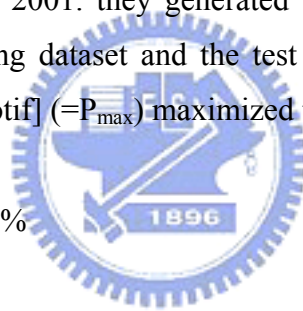 2001. they generated
ng dataset and the test
otif] (=Pmax) maximized
%
1896